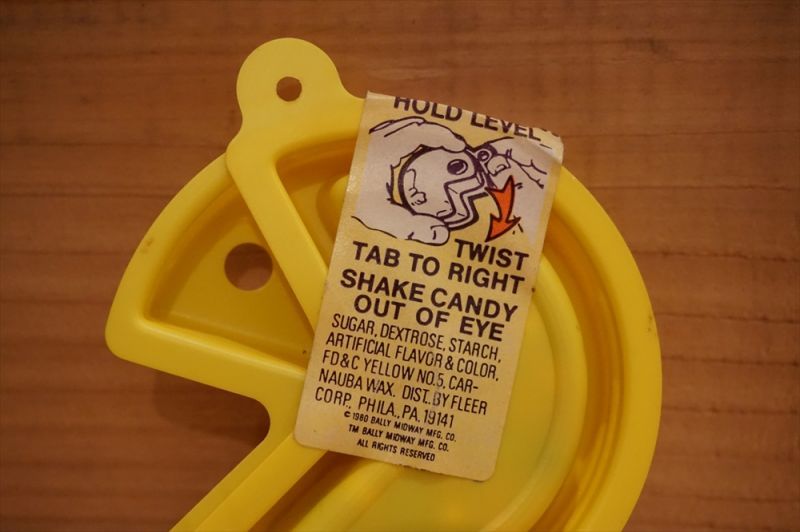 HOLD LEVEL
TWIST
TAB TO RIGHT
SHAKE CANDY
OUT OF EYE
SUGAR, DEXTROSE, STARCH,
ARTIFICIAL FLAVOR & COLOR,
FD&C YELLOW NO.5, CAR-
NAUBA WAX. DIST. BY FLEER
CORP., PHILA., PA. 19141
© 1980 BALLY MIDWAY MFG. CO.
TM BALLY MIDWAY MFG. CO.
ALL RIGHTS RESERVED